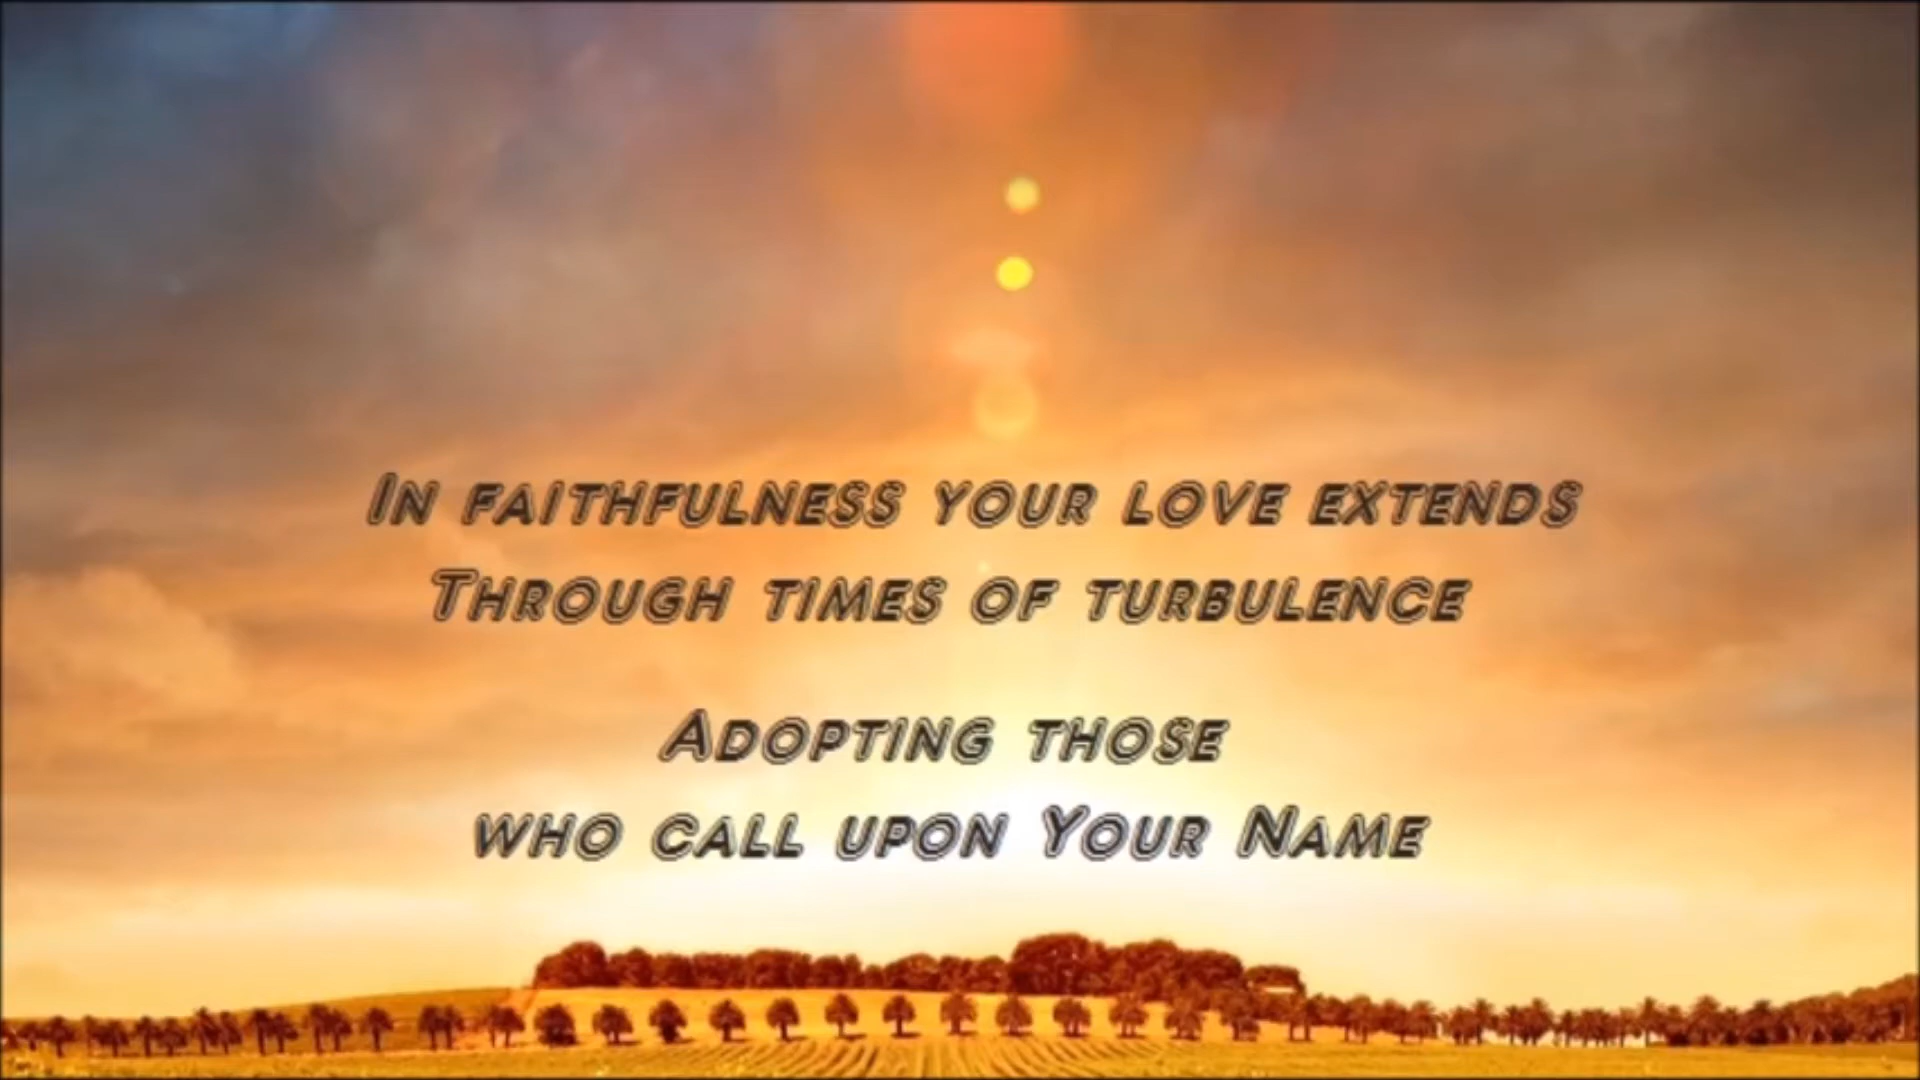 In faithfulness your love extends
Through times of turbulence
Adopting those
who call upon Your Name